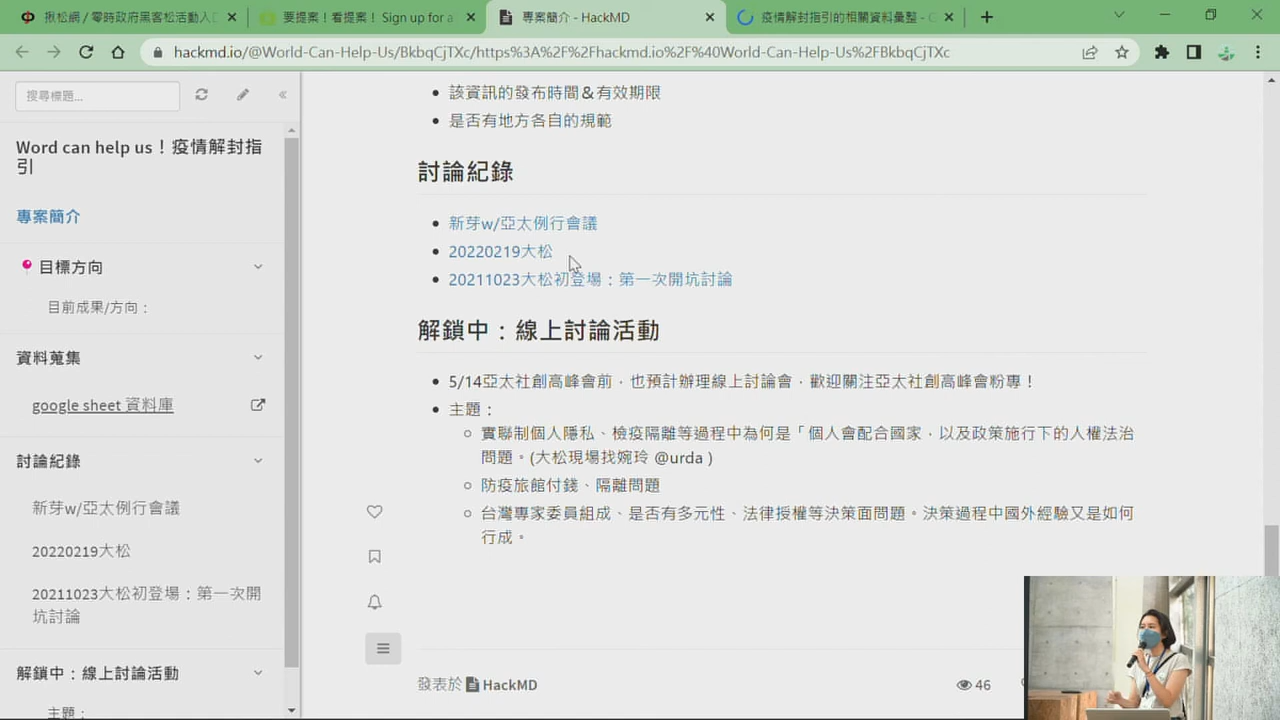 揪松網 / 零時政府黑客松活動入口
要提案！看提案！ Sign up for a
專案簡介 - HackMD
疫情解封指引的相關資料彙整 - C
hackmd.io/@World-Can-Help-Us/BkbqCjTXc/https%3A%2F%2Fhackmd.io%2F%40World-Can-Help-Us%2FBkbqCjTXc
搜尋標題...
Word can help us！疫情解封指
引
專案簡介
目標方向
目前成果/方向：
資料蒐集
google sheet 資料庫
討論紀錄
新芽w/亞太例行會議
20220219大松
20211023大松初登場：第一次開
坑討論
解鎖中：線上討論活動
主題：
該資訊的發布時間＆有效期限
是否有地方各自的規範
討論紀錄
新芽w/亞太例行會議
20220219大松
20211023大松初登場：第一次開坑討論
解鎖中：線上討論活動
5/14亞太社創高峰會前，也預計辦理線上討論會，歡迎關注亞太社創高峰會粉專！
主題：
實聯制個人隱私、檢疫隔離等過程中為何是「個人會配合國家，以及政策施行下的人權法治
問題。(大松現場找婉玲 @urda )
防疫旅館付錢、隔離問題
台灣專家委員組成、是否有多元性、法律授權等決策面問題。決策過程中國外經驗又是如何
行成。
發表於 HackMD
46